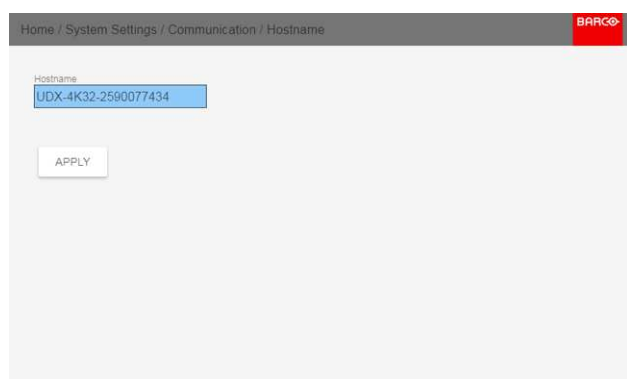 Home / System Settings / Communication / Hostname
BARCO
Hostname
UDX-4K32-2590077434
APPLY